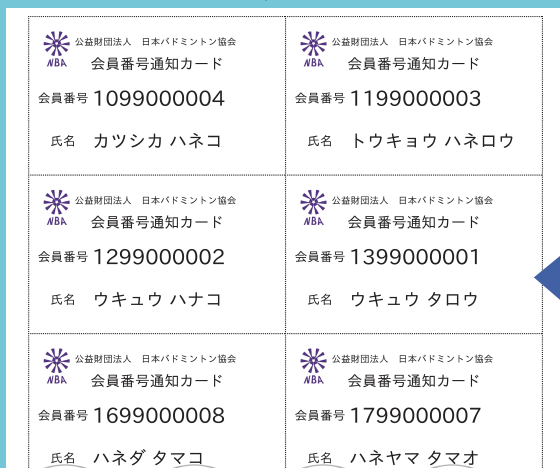 公益財団法人　日本バドミントン協会
NBA
会員番号通知カード
会員番号 1099000004
氏名 カツシカ ハネコ
公益財団法人　日本バドミントン協会
NBA
会員番号通知カード
会員番号 1199000003
氏名 トウキョウ ハネロウ
公益財団法人　日本バドミントン協会
NBA
会員番号通知カード
会員番号 1299000002
氏名 ウキュウ ハナコ
公益財団法人　日本バドミントン協会
NBA
会員番号通知カード
会員番号 1399000001
氏名 ウキュウ タロウ
公益財団法人　日本バドミントン協会
NBA
会員番号通知カード
会員番号 1699000008
氏名 ハネダ タマコ
公益財団法人　日本バドミントン協会
NBA
会員番号通知カード
会員番号 1799000007
氏名 ハネヤマ タマオ